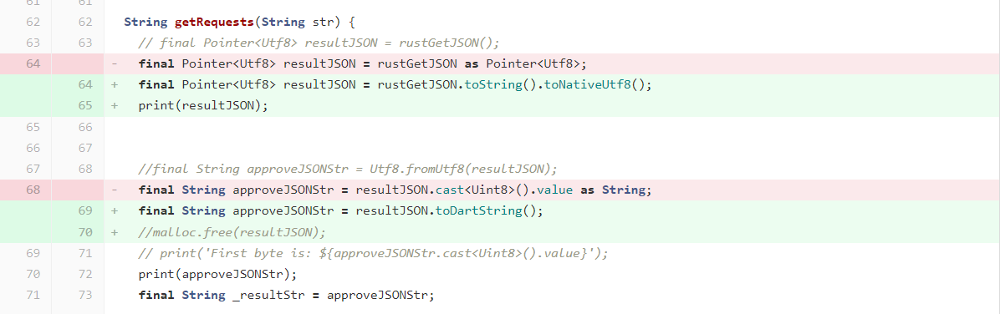 61 61
62 62 String getRequests(String str) {
63 63 // final Pointer<Utf8> resultJSON = rustGetJSON();
64 - final Pointer<Utf8> resultJSON = rustGetJSON as Pointer<Utf8>;
64 + final Pointer<Utf8> resultJSON = rustGetJSON.toString().toNativeUtf8();
65 + print(resultJSON);
65 66
66 67
67 68 //final String approveJSONStr = Utf8.fromUtf8(resultJSON);
68 - final String approveJSONStr = resultJSON.cast<Uint8>().value as String;
69 + final String approveJSONStr = resultJSON.toDartString();
70 + //malloc.free(resultJSON);
69 71 // print('First byte is: ${approveJSONStr.cast<Uint8>().value}');
70 72 print(approveJSONStr);
71 73 final String _resultStr = approveJSONStr;